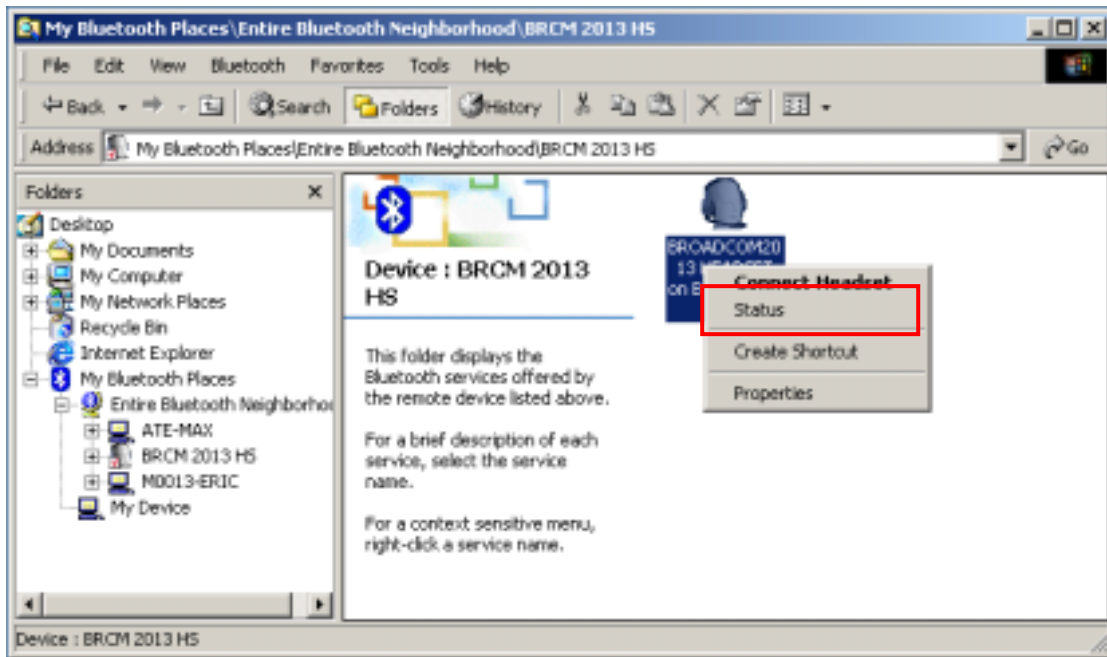 My Bluetooth Places\Entire Bluetooth Neighborhood\BRCM 2013 HS
File Edit View Bluetooth Favorites Tools Help
Back Search Folders History
Address My Bluetooth Places\Entire Bluetooth Neighborhood\BRCM 2013 HS Go
Folders
Desktop
My Documents
My Computer
My Network Places
Recycle Bin
Internet Explorer
My Bluetooth Places
Entire Bluetooth Neighborhoo
ATE-MAX
BRCM 2013 HS
M0013-ERIC
My Device
Device : BRCM 2013
HS
This folder displays the
Bluetooth services offered by
the remote device listed above.
For a brief description of each
service, select the service
name.
For a context sensitive menu,
right-click a service name.
BROADCOM20
13 HEADSET
on
Connect Headset
Status
Create Shortcut
Properties
Device : BRCM 2013 HS